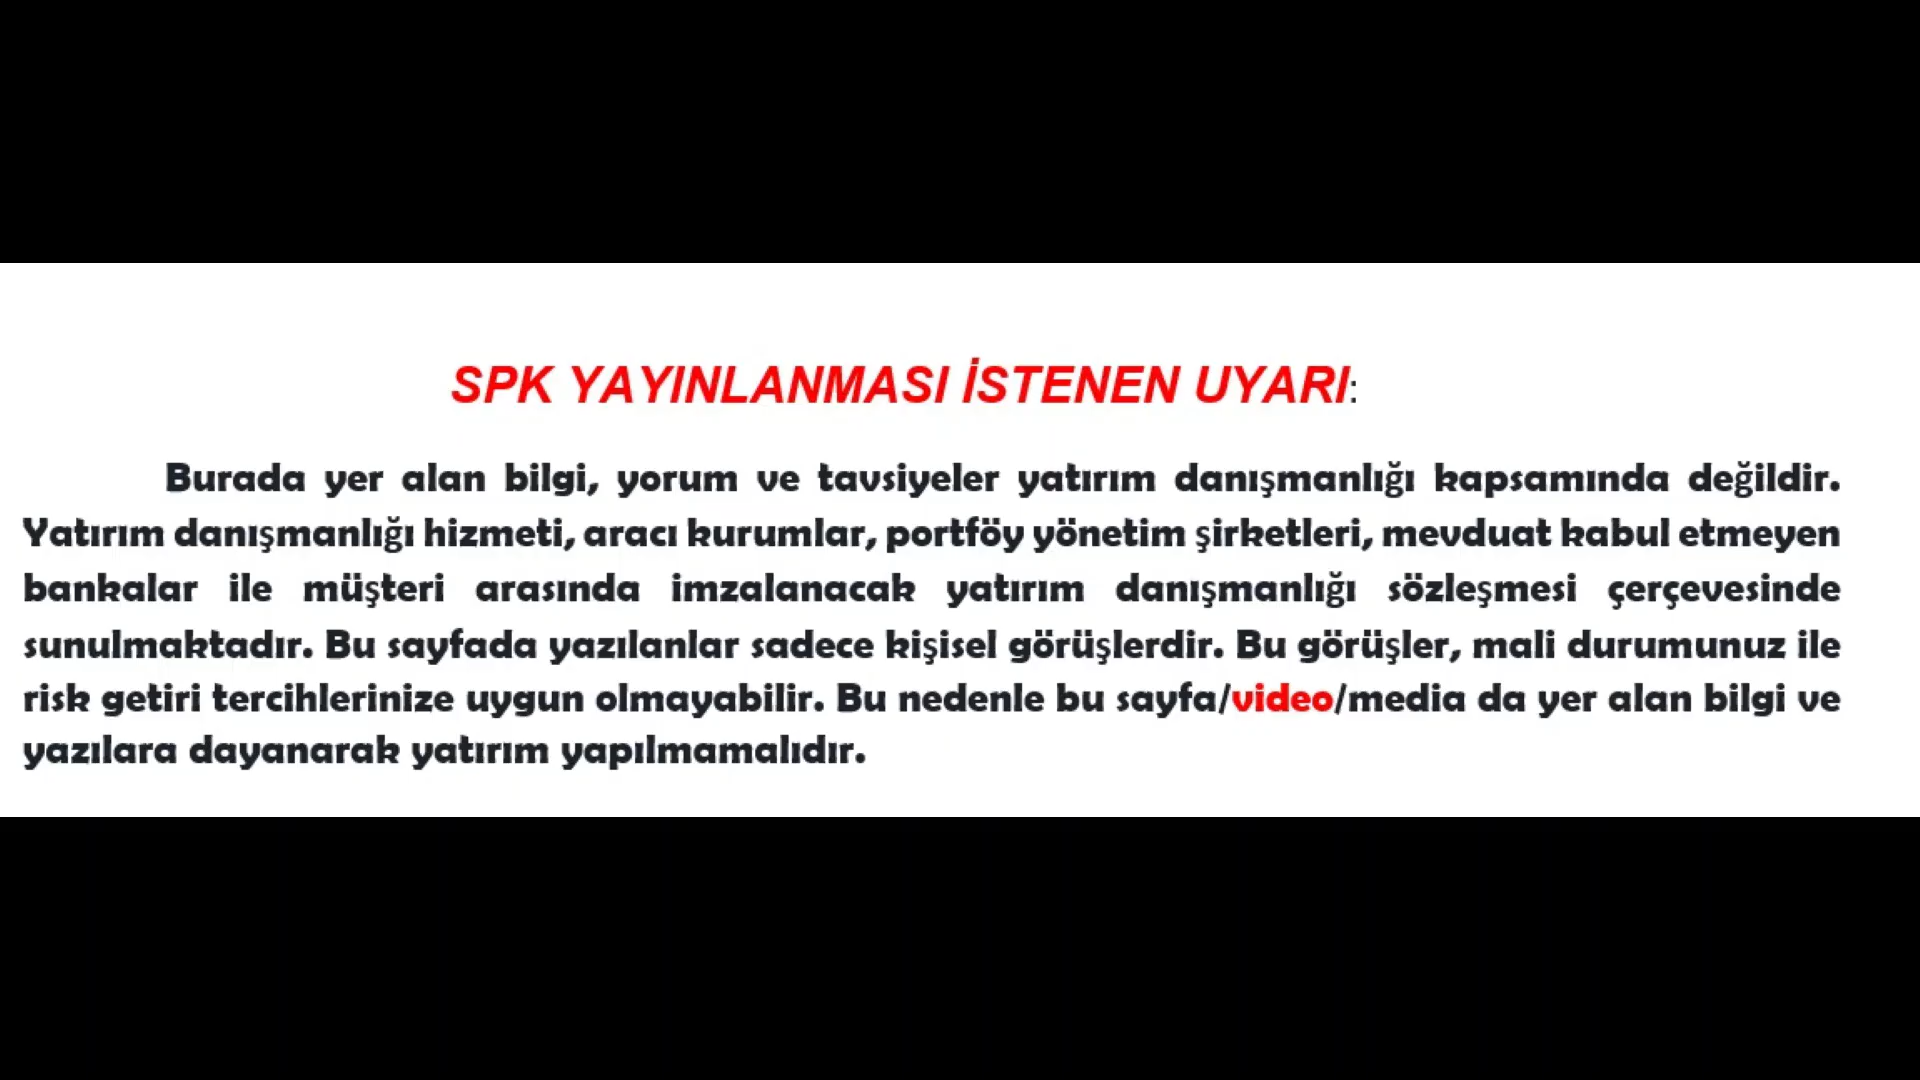 SPK YAYINLANMASI İSTENEN UYARI:
Burada yer alan bilgi, yorum ve tavsiyeler yatırım danışmanlığı kapsamında değildir.
Yatırım danışmanlığı hizmeti, aracı kurumlar, portföy yönetim şirketleri, mevduat kabul etmeyen
bankalar ile müşteri arasında imzalanacak yatırım danışmanlığı sözleşmesi çerçevesinde
sunulmaktadır. Bu sayfada yazılanlar sadece kişisel görüşlerdir. Bu görüşler, mali durumunuz ile
risk getiri tercihlerinize uygun olmayabilir. Bu nedenle bu sayfa/video/media da yer alan bilgi ve
yazılara dayanarak yatırım yapılmamalıdır.